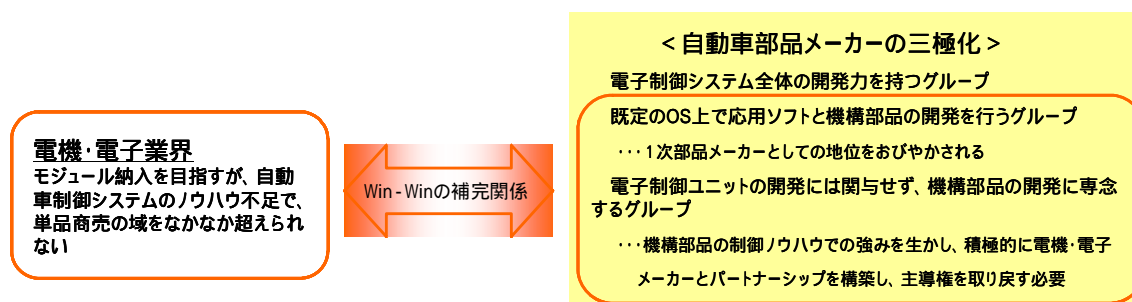 電機・電子業界
モジュール納入を目指すが、自動
車制御システムのノウハウ不足で、
単品商売の域をなかなか超えられ
ない
Win-Winの補完関係
＜自動車部品メーカーの三極化＞
電子制御システム全体の開発力を持つグループ
既定のOS上で応用ソフトと機構部品の開発を行うグループ
・・・1次部品メーカーとしての地位をおびやかされる
電子制御ユニットの開発には関与せず、機構部品の開発に専念
するグループ
・・・機構部品の制御ノウハウでの強みを生かし、積極的に電機・電子
メーカーとパートナーシップを構築し、主導権を取り戻す必要